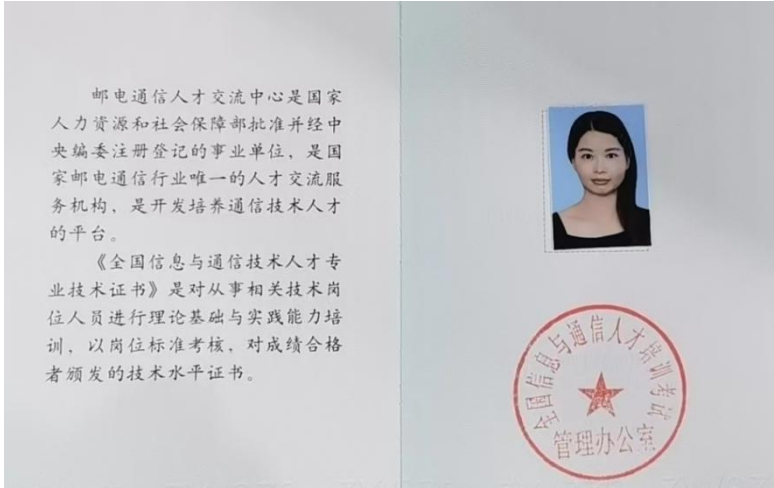 邮电通信人才交流中心是国家
人力资源和社会保障部批准并经中
央编委注册登记的事业单位，是国
家邮电通信行业唯一的人才交流服
务机构，是开发培养通信技术人才
的平台。
《全国信息与通信技术人才专
业技术证书》是对从事相关技术岗
位人员进行理论基础与实践能力培
训，以岗位标准考核，对成绩合格
者颁发的技术水平证书。
全国信息与通信人才培训考试
管理办公室